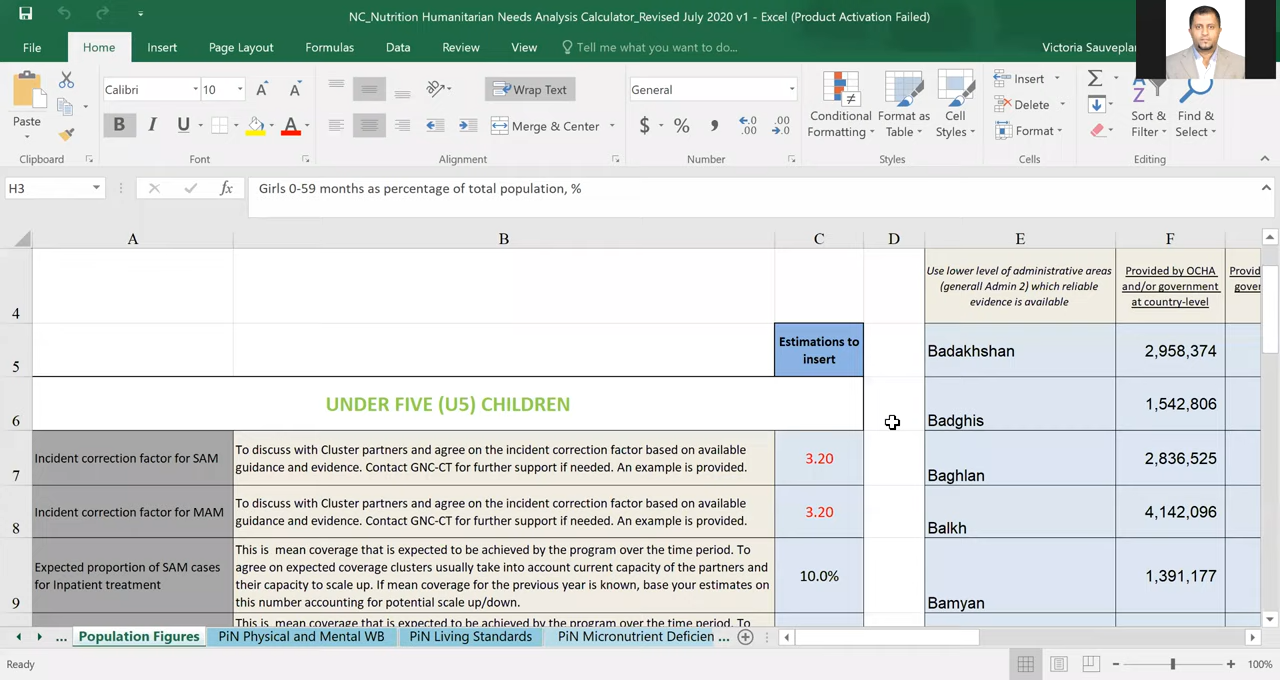 NC_Nutrition Humanitarian Needs Analysis Calculator_Revised July 2020 v1 - Excel (Product Activation Failed)
File
Home
Insert
Page Layout
Formulas
Data
Review
View
Tell me what you want to do...
Paste
Clipboard
Calibri
10
B I U
Font
Wrap Text
Merge & Center
Alignment
General
$ % ,
Number
Conditional
Formatting
Format as
Table
Cell
Styles
Styles
Insert
Delete
Format
Cells
Sort &
Filter
Find &
Select
Editing
H3
fx
Girls 0-59 months as percentage of total population, %
A B C D E F
4
Use lower level of administrative areas
(generall Admin 2) which reliable
evidence is available
Provided by OCHA
and/or government
at country-level
5
Estimations to
insert
Badakhshan
2,958,374
6
UNDER FIVE (U5) CHILDREN
Badghis
1,542,806
7
Incident correction factor for SAM
To discuss with Cluster partners and agree on the incident correction factor based on available
guidance and evidence. Contact GNC-CT for further support if needed. An example is provided.
3.20
Baghlan
2,836,525
8
Incident correction factor for MAM
To discuss with Cluster partners and agree on the incident correction factor based on available
guidance and evidence. Contact GNC-CT for further support if needed. An example is provided.
3.20
Balkh
4,142,096
9
Expected proportion of SAM cases
for Inpatient treatment
This is mean coverage that is expected to be achieved by the program over the time period. To
agree on expected coverage clusters usually take into account current capacity of the partners and
their capacity to scale up. If mean coverage for the previous year is known, base your estimates on
this number accounting for potential scale up/down.
10.0%
Bamyan
1,391,177
This is mean coverage that is expected to be achieved by the program over the time period. To
... Population Figures
PiN Physical and Mental WB
PiN Living Standards
PiN Micronutrient Deficien ...
Ready
100%